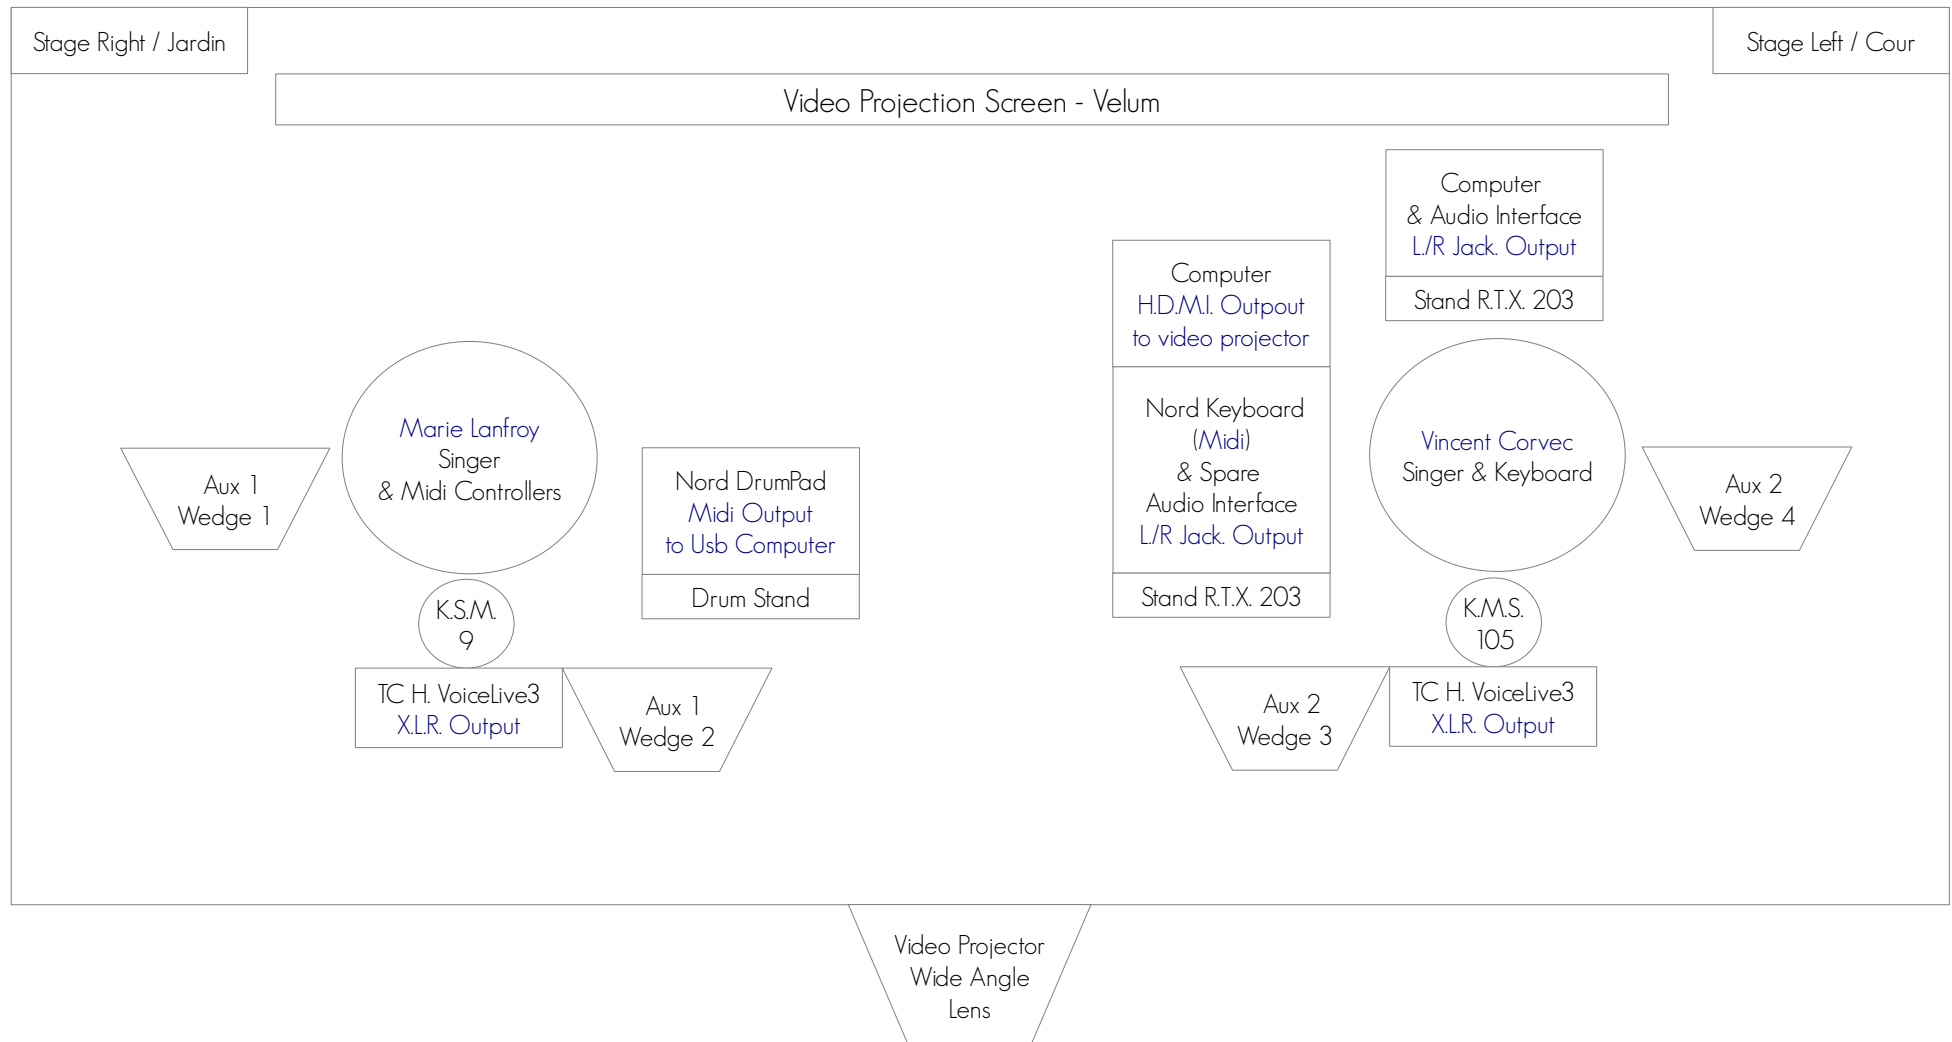 Stage Right / Jardin
Stage Left / Cour
Video Projection Screen - Velum
Computer
& Audio Interface
L/R Jack. Output
Stand R.T.X. 203
Computer
H.D.M.I. Outpout
to video projector
Nord Keyboard
(Midi)
& Spare
Audio Interface
L/R Jack. Output
Stand R.T.X. 203
Marie Lanfroy
Singer
& Midi Controllers
Vincent Corvec
Singer & Keyboard
Aux 1
Wedge 1
Nord DrumPad
Midi Output
to Usb Computer
Drum Stand
Aux 2
Wedge 4
K.S.M.
9
K.M.S.
105
TC H. VoiceLive3
X.L.R. Output
Aux 1
Wedge 2
Aux 2
Wedge 3
TC H. VoiceLive3
X.L.R. Output
Video Projector
Wide Angle
Lens